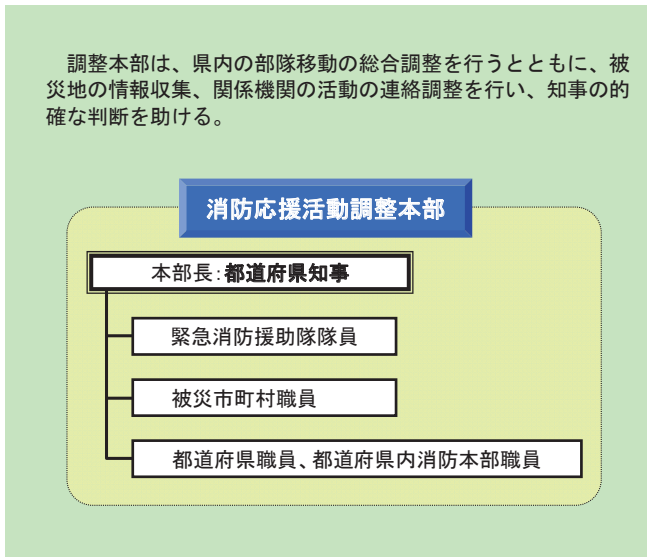 調整本部は、県内の部隊移動の総合調整を行うとともに、被
災地の情報収集、関係機関の活動の連絡調整を行い、知事の的
確な判断を助ける。
消防応援活動調整本部
本部長：都道府県知事
緊急消防援助隊隊員
被災市町村職員
都道府県職員、都道府県内消防本部職員